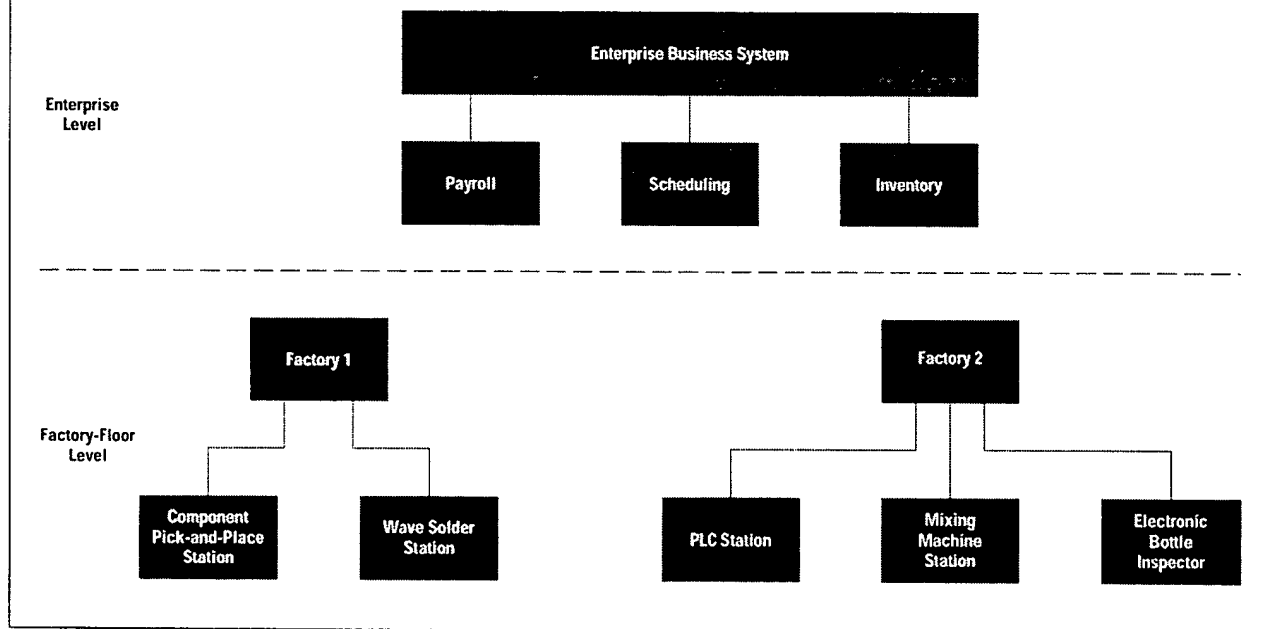 Enterprise Business System
Enterprise
Level
Payroll
Scheduling
Inventory
Factory 1
Factory 2
Factory-Floor
Level
Component
Pick-and-Place
Station
Wave Solder
Station
PLC Station
Mixing
Machine
Station
Electronic
Bottle
Inspector